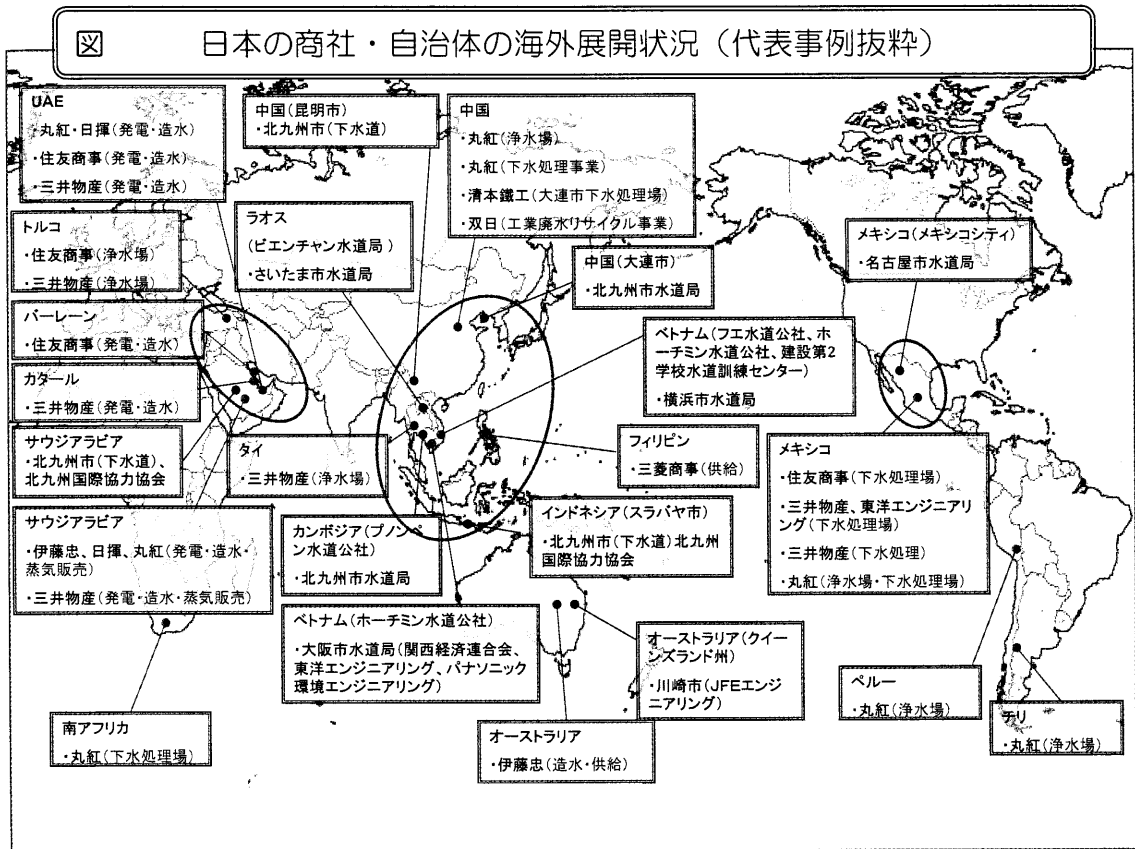 図 日本の商社・自治体の海外展開状況（代表事例抜粋）
UAE
・丸紅・日揮（発電・造水）
・住友商事（発電・造水）
・三井物産（発電・造水）
中国（昆明市）
・北九州市（下水道）
中国
・丸紅（浄水場）
・丸紅（下水処理事業）
・清本鐵工（大連市下水処理場）
・双日（工業廃水リサイクル事業）
トルコ
・住友商事（浄水場）
・三井物産（浄水場）
ラオス
（ビエンチャン水道局）
・さいたま市水道局
中国（大連市）
・北九州市水道局
メキシコ（メキシコシティ）
・名古屋市水道局
バーレーン
・住友商事（発電・造水）
カタール
・三井物産（発電・造水）
ベトナム（フエ水道公社、ホ
ーチミン水道公社、建設第2
学校水道訓練センター）
・横浜市水道局
サウジアラビア
・北九州市（下水道）、
北九州国際協力協会
タイ
・三井物産（浄水場）
フィリピン
・三菱商事（供給）
メキシコ
・住友商事（下水処理場）
・三井物産、東洋エンジニアリ
ング（下水処理場）
・三井物産（下水処理）
・丸紅（浄水場・下水処理場）
サウジアラビア
・伊藤忠、日揮、丸紅（発電・造水・
蒸気販売）
・三井物産（発電・造水・蒸気販売）
カンボジア（プノンペ
ン水道公社）
・北九州市水道局
インドネシア（スラバヤ市）
・北九州市（下水道）北九州
国際協力協会
ベトナム（ホーチミン水道公社）
・大阪市水道局（関西経済連合会、
東洋エンジニアリング、パナソニック
環境エンジニアリング）
オーストラリア（クイー
ンズランド州）
・川崎市（JFEエンジ
ニアリング）
ペルー
・丸紅（浄水場）
チリ
・丸紅（浄水場）
南アフリカ
・丸紅（下水処理場）
オーストラリア
・伊藤忠（造水・供給）